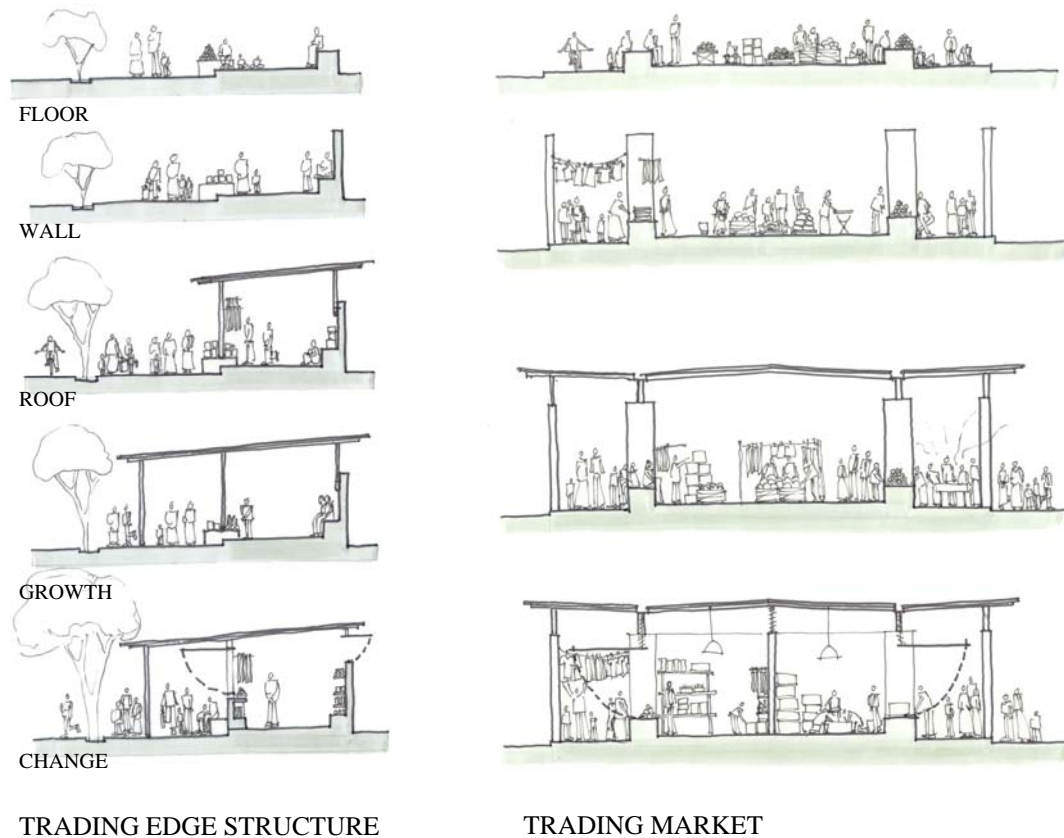 FLOOR
WALL
ROOF
GROWTH
CHANGE
TRADING EDGE STRUCTURE
TRADING MARKET